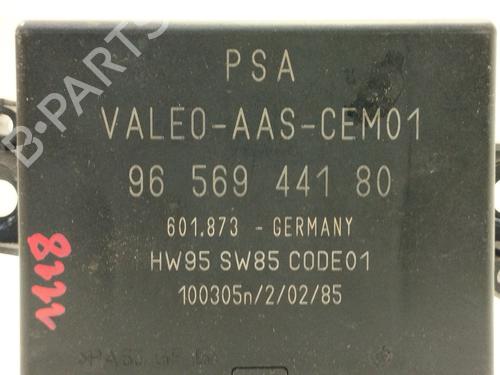 PSA
VALEO-AAS-CEM01
96 569 441 80
601.873 - GERMANY
HW95 SW85 CODE01
100305n/2/02/85
1118
B-PARTS